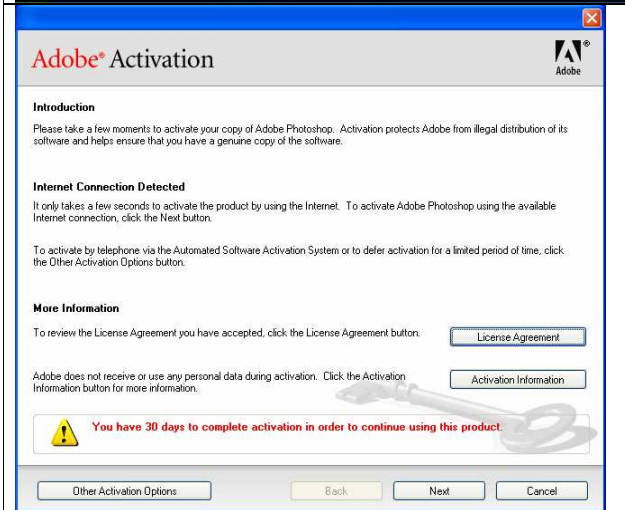 Adobe® Activation
Adobe®
Introduction
Please take a few moments to activate your copy of Adobe Photoshop. Activation protects Adobe from illegal distribution of its
software and helps ensure that you have a genuine copy of the software.
Internet Connection Detected
It only takes a few seconds to activate the product by using the Internet. To activate Adobe Photoshop using the available
Internet connection, click the Next button.
To activate by telephone via the Automated Software Activation System or to defer activation for a limited period of time, click
the Other Activation Options button.
More Information
To review the License Agreement you have accepted, click the License Agreement button.
License Agreement
Adobe does not receive or use any personal data during activation. Click the Activation
Information button for more information.
Activation Information
You have 30 days to complete activation in order to continue using this product.
Other Activation Options
Back
Next
Cancel